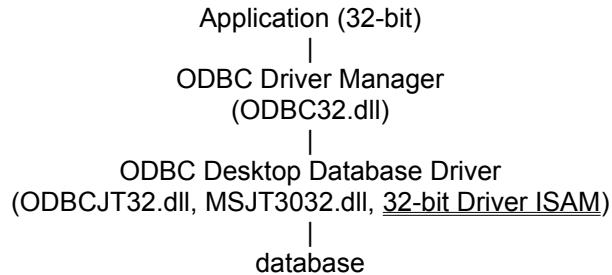 Application (32-bit)
|
ODBC Driver Manager
(ODBC32.dll)
|
ODBC Desktop Database Driver
(ODBCJT32.dll, MSJT3032.dll, 32-bit Driver ISAM)
|
database